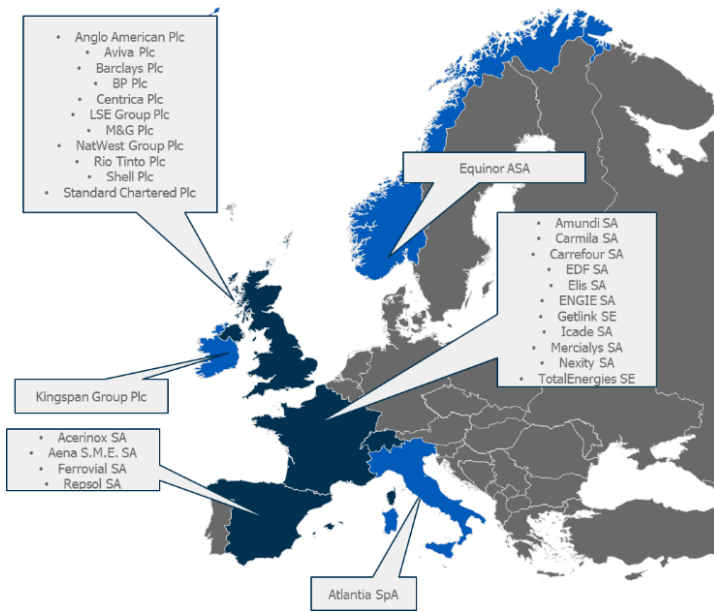 • Anglo American Plc
• Aviva Plc
• Barclays Plc
• BP Plc
• Centrica Plc
• LSE Group Plc
• M&G Plc
• NatWest Group Plc
• Rio Tinto Plc
• Shell Plc
• Standard Chartered Plc
Equinor ASA
• Amundi SA
• Carmila SA
• Carrefour SA
• EDF SA
• Elis SA
• ENGIE SA
• Getlink SE
• Icade SA
• Mercialys SA
• Nexity SA
• TotalEnergies SE
Kingspan Group Plc
• Acerinox SA
• Aena S.M.E. SA
• Ferrovial SA
• Repsol SA
Atlantia SpA